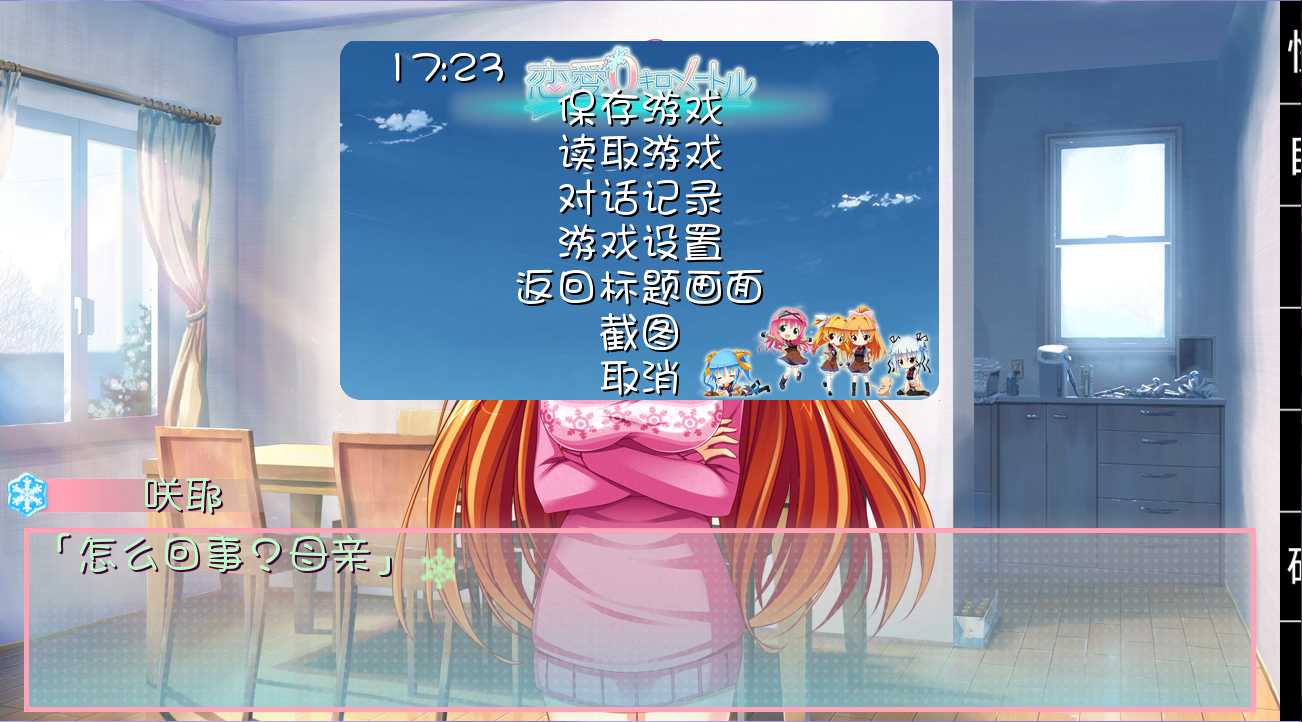 17:23
恋愛0キロメートル
保存游戏
读取游戏
对话记录
游戏设置
返回标题画面
截图
取消
咲耶
「怎么回事？母亲」